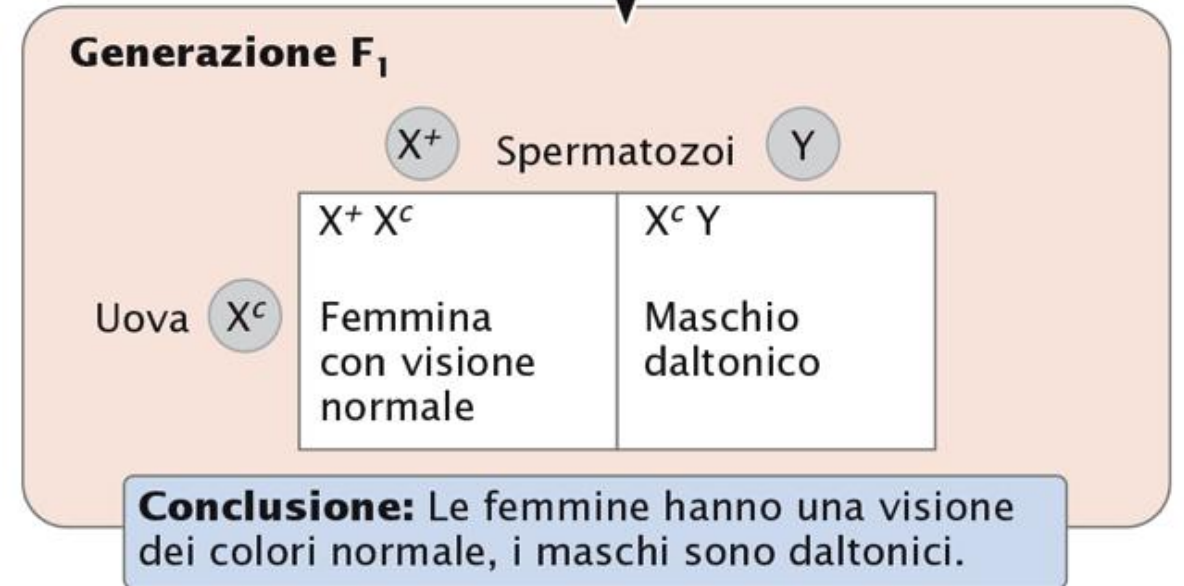 Generazione F₁
X⁺ Spermatozoi Y
X⁺ Xᶜ
Xᶜ Y
Uova Xᶜ
Femmina
con visione
normale
Maschio
daltonico
Conclusione: Le femmine hanno una visione
dei colori normale, i maschi sono daltonici.